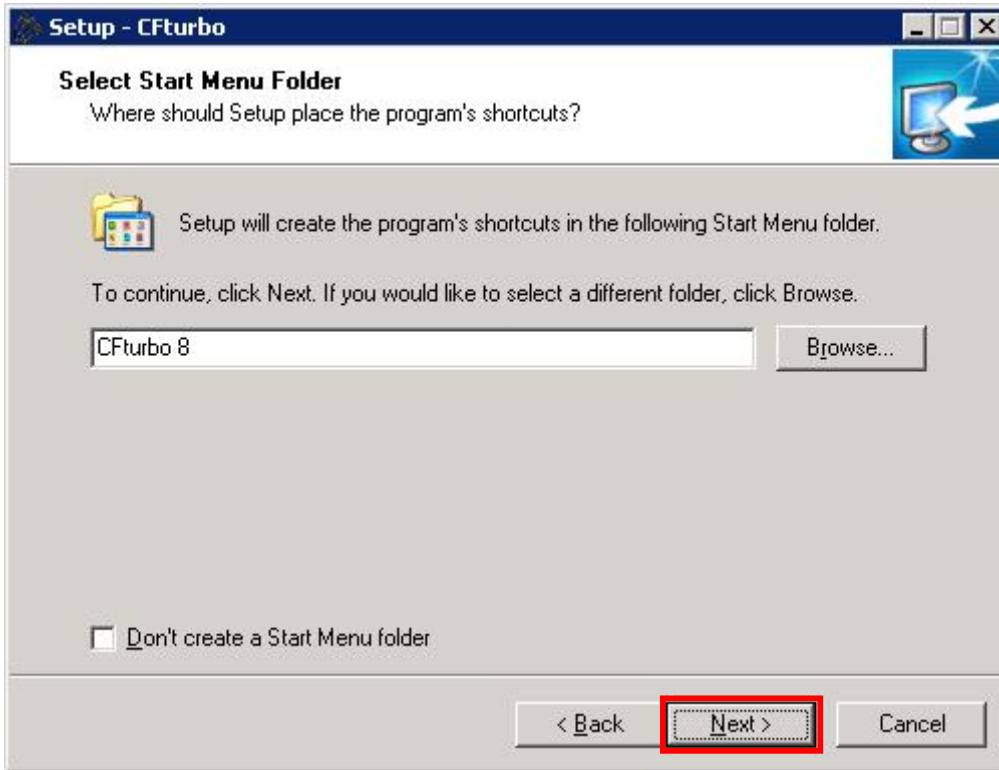 Setup - CFturbo
Select Start Menu Folder
Where should Setup place the program's shortcuts?
Setup will create the program's shortcuts in the following Start Menu folder.
To continue, click Next. If you would like to select a different folder, click Browse.
CFturbo 8
Browse...
Don't create a Start Menu folder
< Back
Next >
Cancel